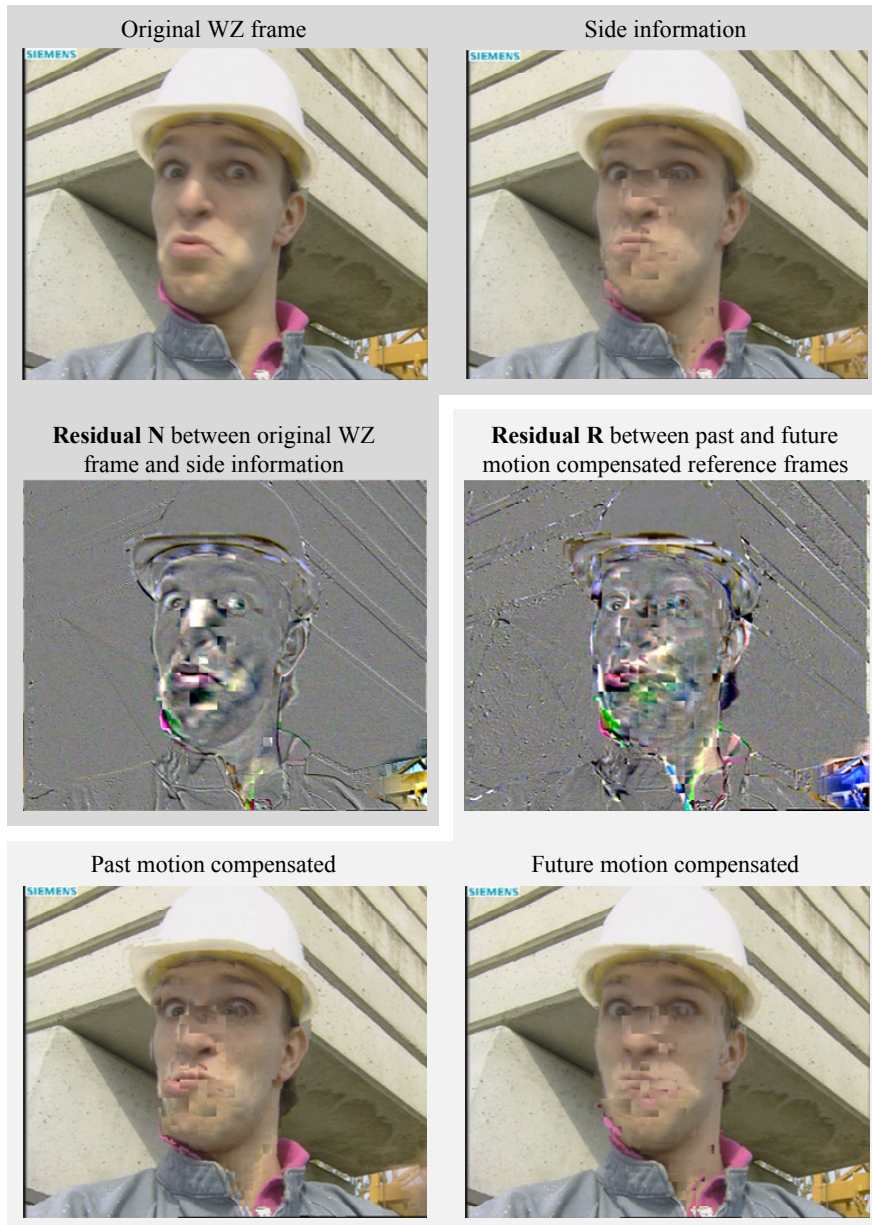 Original WZ frame
Side information
SIEMENS
SIEMENS
Residual N between original WZ
frame and side information
Residual R between past and future
motion compensated reference frames
Past motion compensated
Future motion compensated
SIEMENS
SIEMENS